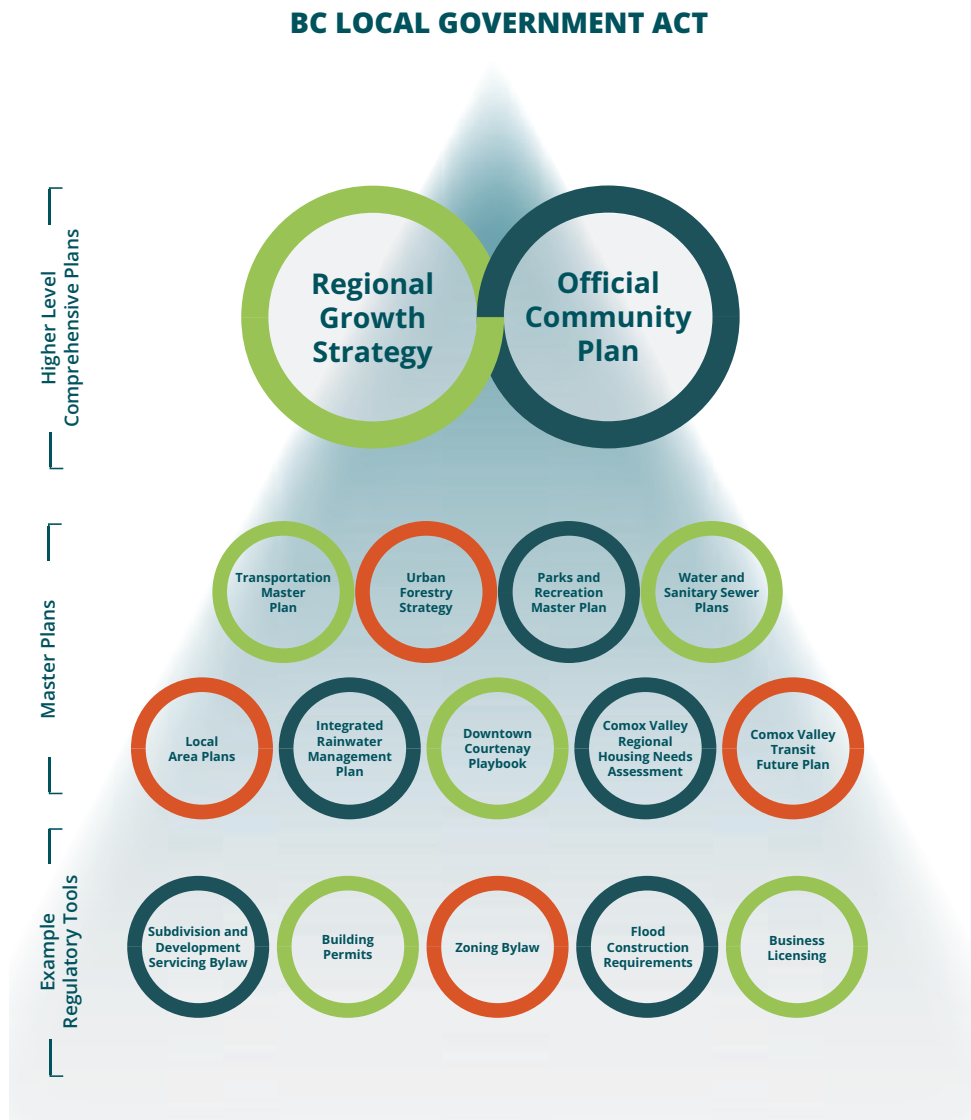 BC LOCAL GOVERNMENT ACT
Higher Level
Comprehensive Plans
Regional
Growth
Strategy
Official
Community
Plan
Master Plans
Transportation
Master
Plan
Urban
Forestry
Strategy
Parks and
Recreation
Master Plan
Water and
Sanitary Sewer
Plans
Local
Area Plans
Integrated
Rainwater
Management
Plan
Downtown
Courtenay
Playbook
Comox Valley
Regional
Housing Needs
Assessment
Comox Valley
Transit
Future Plan
Example
Regulatory Tools
Subdivision and
Development
Servicing Bylaw
Building
Permits
Zoning Bylaw
Flood
Construction
Requirements
Business
Licensing